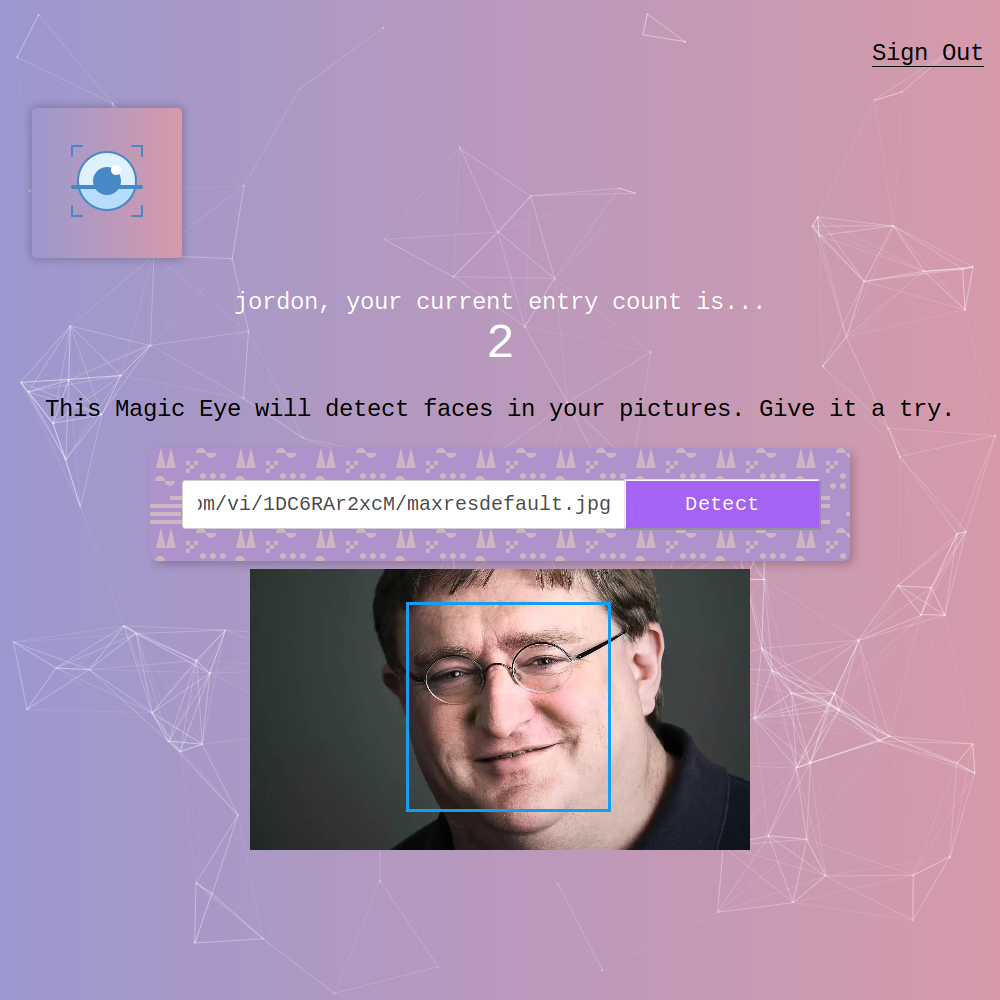 Sign Out
jordon, your current entry count is...
2
This Magic Eye will detect faces in your pictures. Give it a try.
om/vi/1DC6RAr2xcM/maxresdefault.jpg
Detect